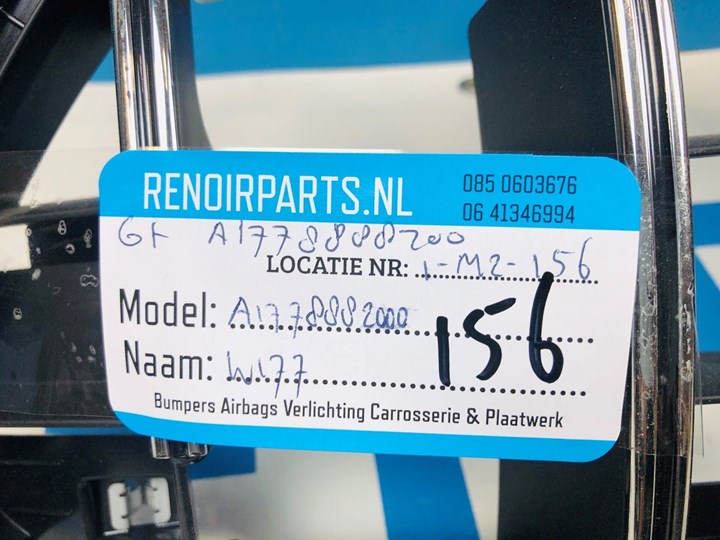 RENOIRPARTS.NL
085 0603676
06 41346994
GF A1778888200
LOCATIE NR: 1-M2-156
Model: A1778882000
Naam: W177
156
Bumpers Airbags Verlichting Carrosserie & Plaatwerk